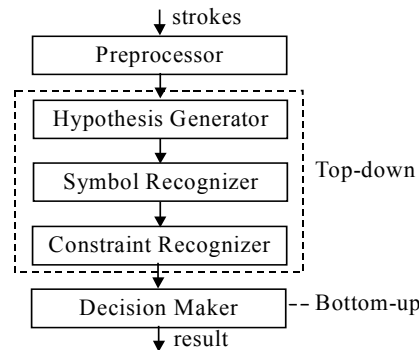 strokes
Preprocessor
Hypothesis Generator
Symbol Recognizer
Top-down
Constraint Recognizer
Decision Maker
Bottom-up
result